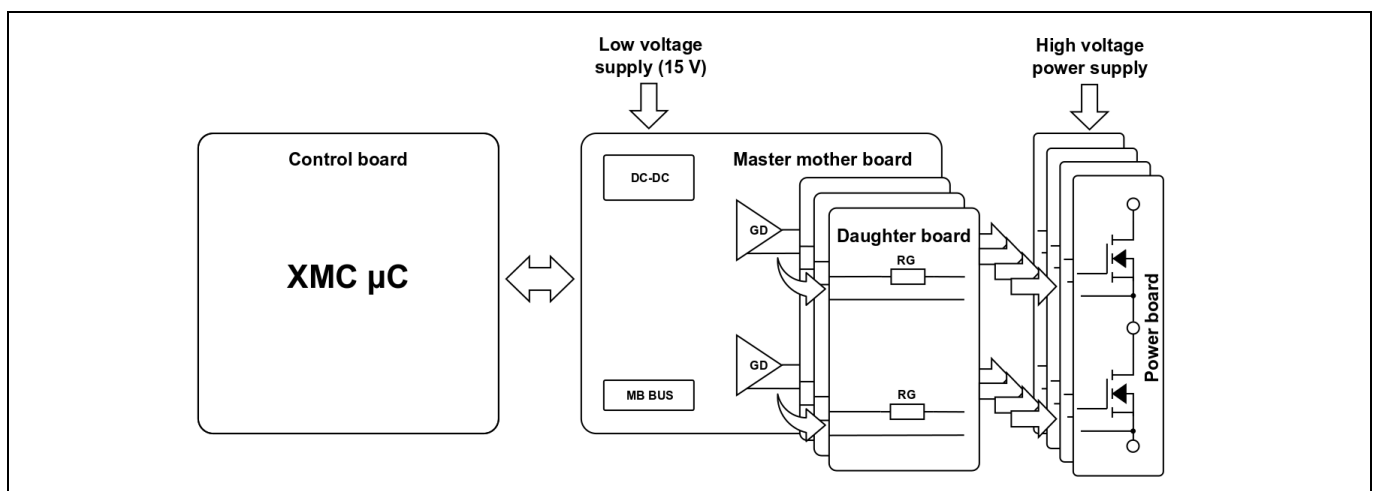 Low voltage
supply (15 V)
High voltage
power supply
Control board
XMC µC
Master mother board
DC-DC
GD
Daughter board
RG
GD
MB BUS
RG
Power board